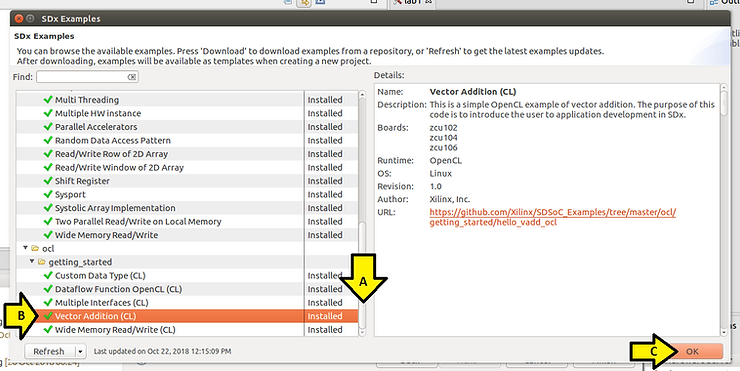 lab1
Outli
SDx Examples
SDx Examples
You can browse the available examples. Press 'Download' to download examples from a repository, or 'Refresh' to get the latest examples updates.
After downloading, examples will be available as templates when creating a new project.
Find:
Details:
Multi Threading Installed
Multiple HW instance Installed
Parallel Accelerators Installed
Random Data Access Pattern Installed
Read/Write Row of 2D Array Installed
Read/Write Window of 2D Array Installed
Shift Register Installed
Sysport Installed
Systolic Array Implementation Installed
Two Parallel Read/Write on Local Memory Installed
Wide Memory Read/Write Installed
ocl
getting_started
Custom Data Type (CL) Installed
Dataflow Function OpenCL (CL) Installed
Multiple Interfaces (CL) Installed
Vector Addition (CL) Installed
Wide Memory Read/Write (CL) Installed
Name: Vector Addition (CL)
Description: This is a simple OpenCL example of vector addition. The purpose of this
code is to introduce the user to application development in SDx.
Boards: zcu102
zcu104
zcu106
Runtime: OpenCL
OS: Linux
Revision: 1.0
Author: Xilinx, Inc.
URL: https://github.com/Xilinx/SDSoC_Examples/tree/master/ocl/
getting_started/hello_vadd_ocl
A
B
C
Refresh
Last updated on Oct 22, 2018 12:15:09 PM
OK